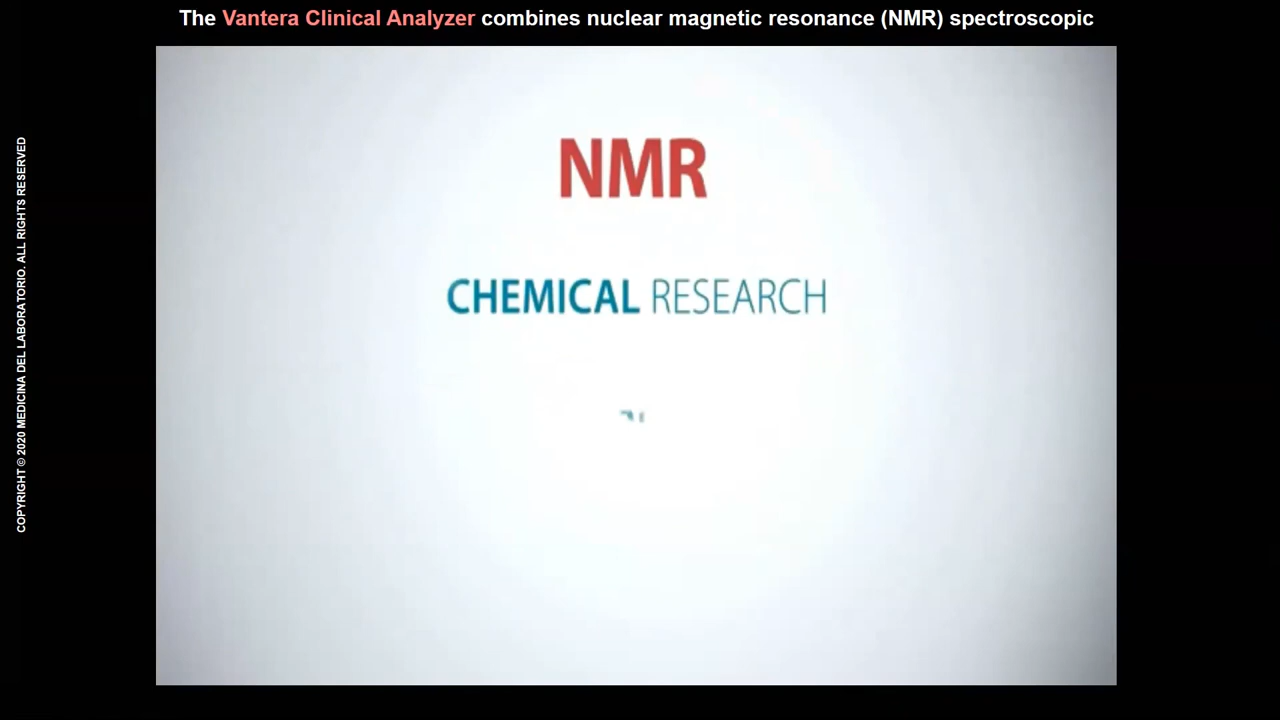 The Vantera Clinical Analyzer combines nuclear magnetic resonance (NMR) spectroscopic
NMR
CHEMICAL RESEARCH
COPYRIGHT © 2020 MEDICINA DEL LABORATORIO. ALL RIGHTS RESERVED